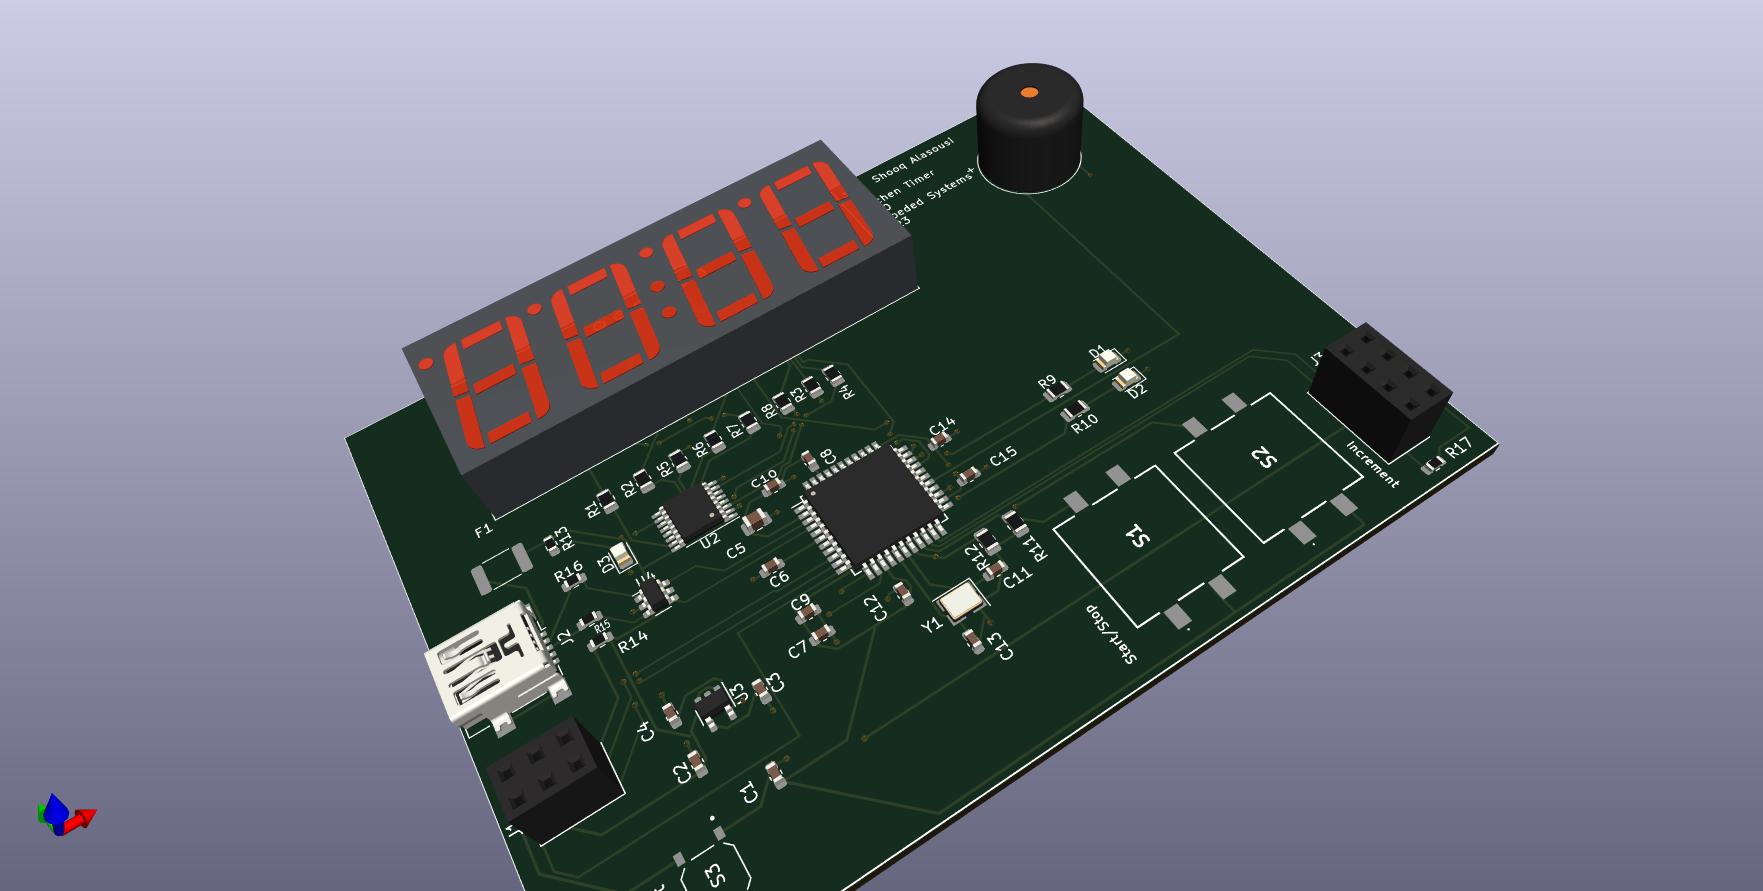 Shooq Alasousi
hen Timer
eded Systems+
23
D1
D2
R9
R10
R4
R3
R8
R7
R6
R5
R2
R1
C14
C15
C8
C10
U2
C5
C6
F1
R13
R16
D3
R15
R14
J2
C9
C7
C12
Y1
C13
C11
R12
R11
S1
S2
Start/Stop
Increment
R17
U3
C3
C4
C2
C1
S3